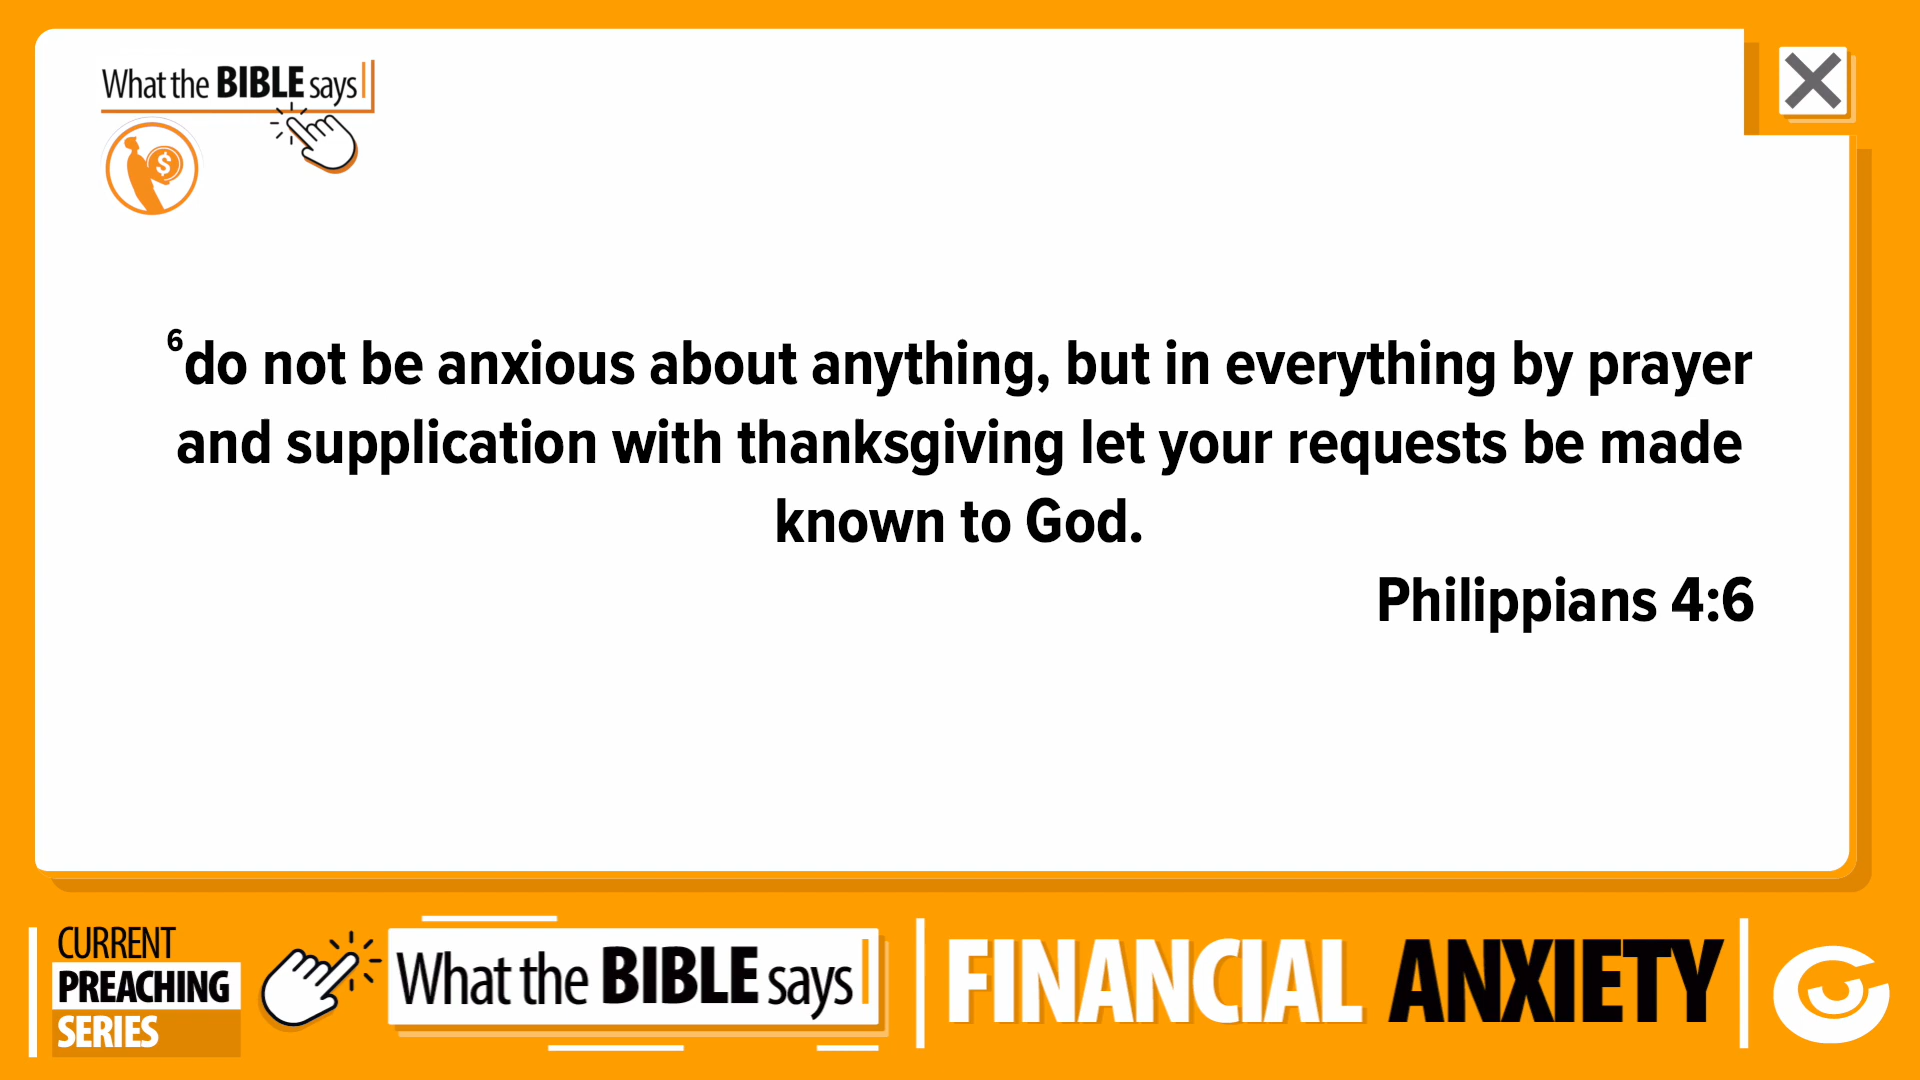 What the BIBLE says
$
⁶do not be anxious about anything, but in everything by prayer
and supplication with thanksgiving let your requests be made
known to God.
Philippians 4:6
CURRENT
PREACHING
SERIES
What the BIBLE says
FINANCIAL ANXIETY